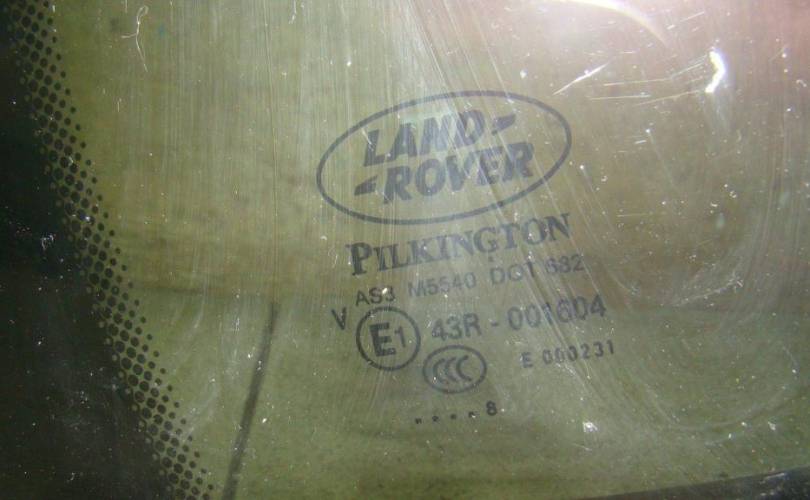 LAND-
-ROVER
PILKINGTON
AS3 M5540 DOT 682
V E1 43R - 001604
CCC E 000231
.... 8